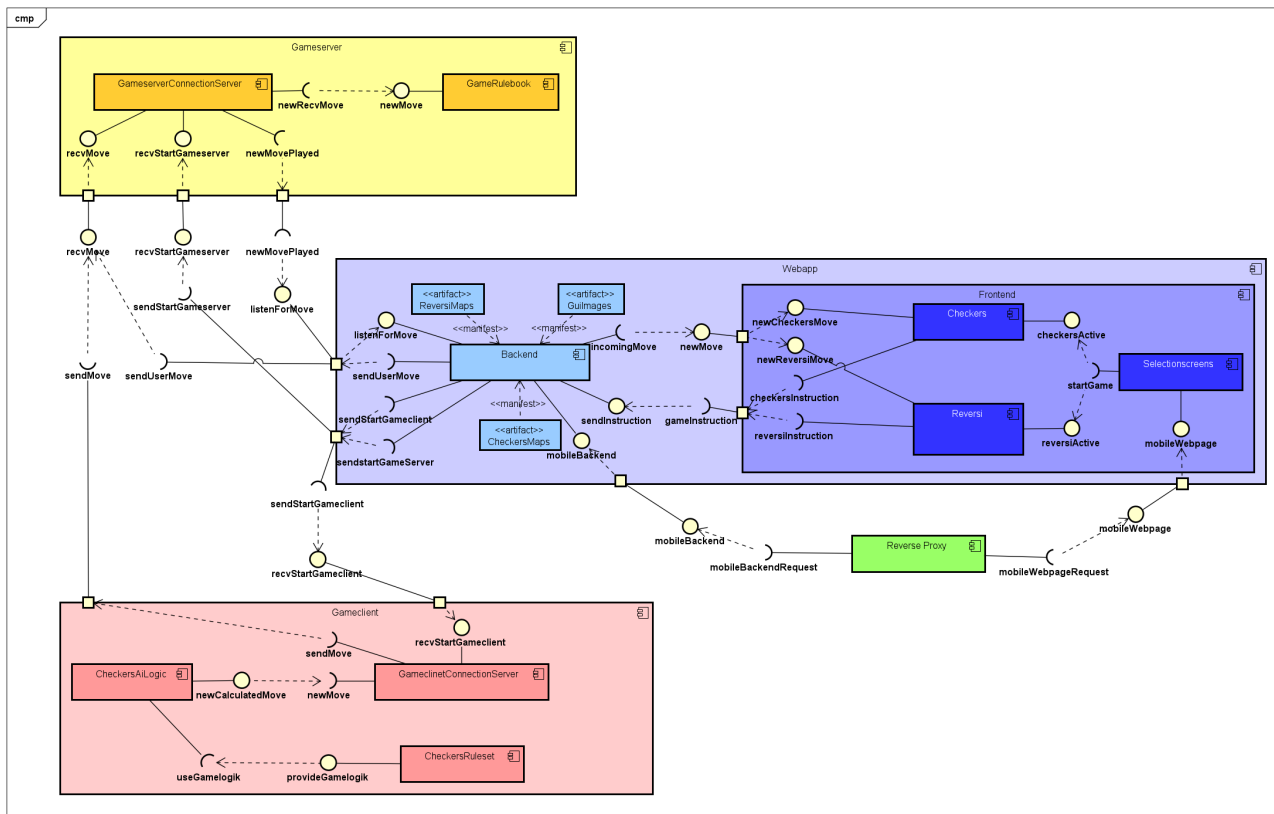 cmp
Gameserver
GameserverConnectionServer
GameRulebook
newRecvMove
newMove
recvMove
recvStartGameserver
newMovePlayed
recvMove
recvStartGameserver
newMovePlayed
sendStartGameserver
listenForMove
sendMove
sendUserMove
Webapp
<<artifact>>
ReversiMaps
<<artifact>>
GuiImages
listenForMove
<<manifest>>
<<manifest>>
Backend
incomingMove
newMove
sendUserMove
sendStartGameclient
<<manifest>>
sendInstruction
gameInstruction
<<artifact>>
CheckersMaps
sendstartGameServer
mobileBackend
Frontend
newCheckersMove
Checkers
checkersActive
newReversiMove
startGame
Selectionscreens
checkersInstruction
Reversi
reversiInstruction
reversiActive
mobileWebpage
sendStartGameclient
mobileBackend
Reverse Proxy
mobileWebpage
mobileBackendRequest
mobileWebpageRequest
recvStartGameclient
Gameclient
recvStartGameclient
sendMove
CheckersAiLogic
GameclinetConnectionServer
newCalculatedMove
newMove
CheckersRuleset
useGamelogik
provideGamelogik